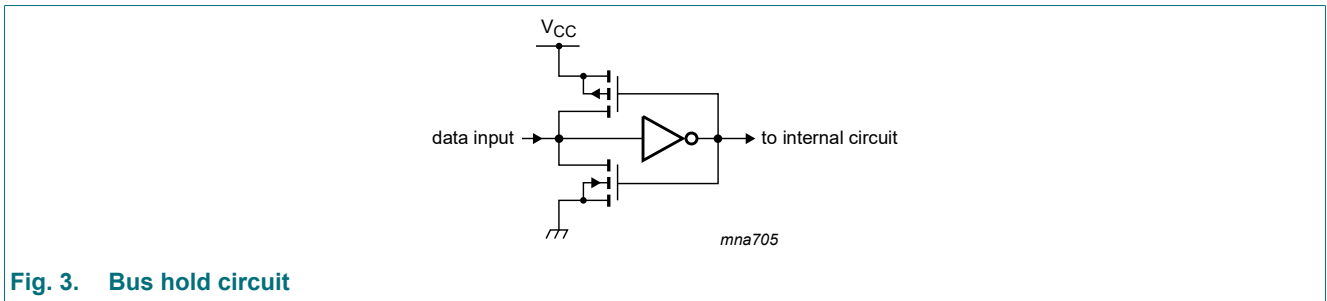 VCC
data input
to internal circuit
mna705
Fig. 3. Bus hold circuit